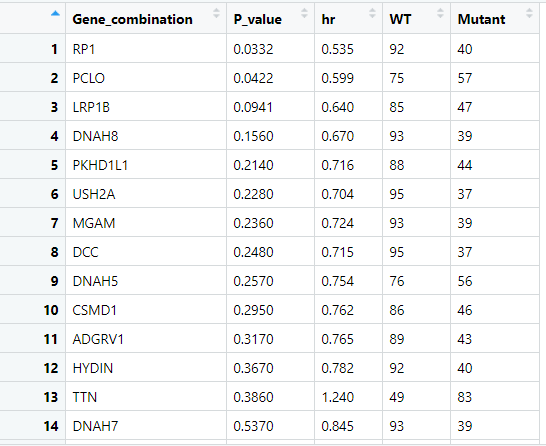 Gene_combination P_value hr WT Mutant
1 RP1 0.0332 0.535 92 40
2 PCLO 0.0422 0.599 75 57
3 LRP1B 0.0941 0.640 85 47
4 DNAH8 0.1560 0.670 93 39
5 PKHD1L1 0.2140 0.716 88 44
6 USH2A 0.2280 0.704 95 37
7 MGAM 0.2360 0.724 93 39
8 DCC 0.2480 0.715 95 37
9 DNAH5 0.2570 0.754 76 56
10 CSMD1 0.2950 0.762 86 46
11 ADGRV1 0.3170 0.765 89 43
12 HYDIN 0.3670 0.782 92 40
13 TTN 0.3860 1.240 49 83
14 DNAH7 0.5370 0.845 93 39